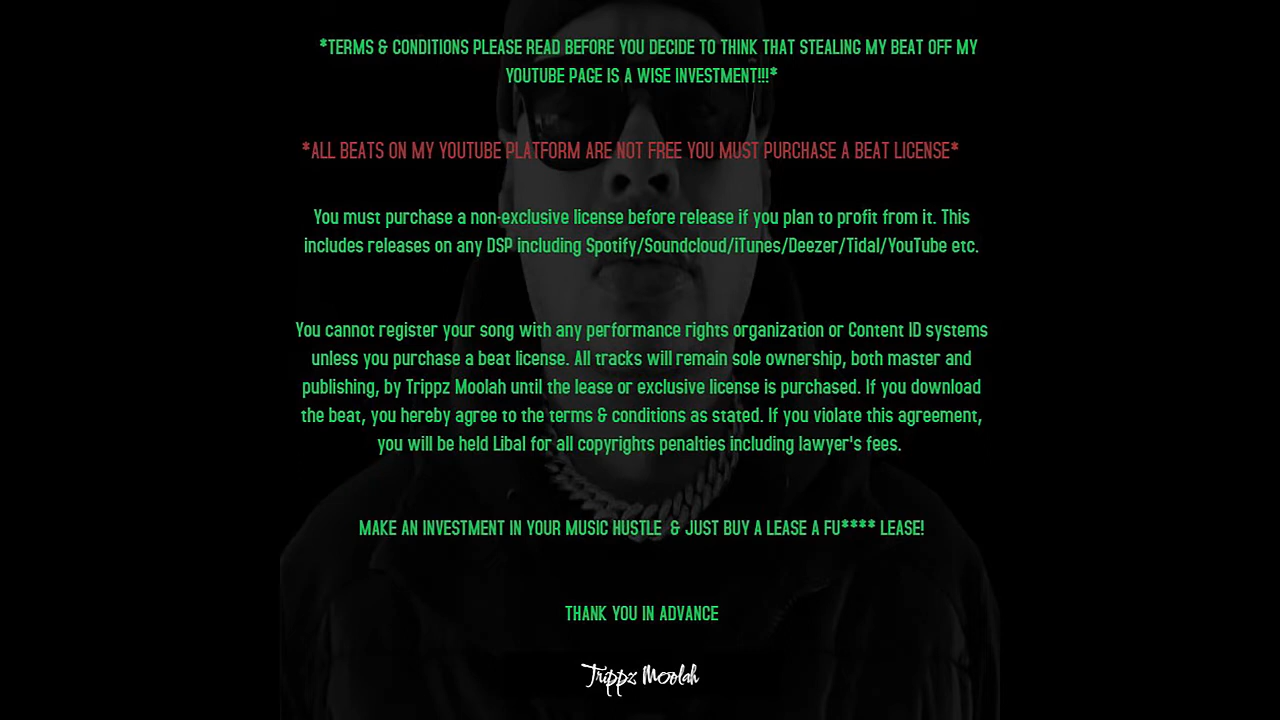 *TERMS & CONDITIONS PLEASE READ BEFORE YOU DECIDE TO THINK THAT STEALING MY BEAT OFF MY
YOUTUBE PAGE IS A WISE INVESTMENT!!!*
*ALL BEATS ON MY YOUTUBE PLATFORM ARE NOT FREE YOU MUST PURCHASE A BEAT LICENSE*
You must purchase a non-exclusive license before release if you plan to profit from it. This
includes releases on any DSP including Spotify/Soundcloud/iTunes/Deezer/Tidal/YouTube etc.
You cannot register your song with any performance rights organization or Content ID systems
unless you purchase a beat license. All tracks will remain sole ownership, both master and
publishing, by Trippz Moolah until the lease or exclusive license is purchased. If you download
the beat, you hereby agree to the terms & conditions as stated. If you violate this agreement,
you will be held Libal for all copyrights penalties including lawyer's fees.
MAKE AN INVESTMENT IN YOUR MUSIC HUSTLE & JUST BUY A LEASE A FU**** LEASE!
THANK YOU IN ADVANCE
Trippz Moolah